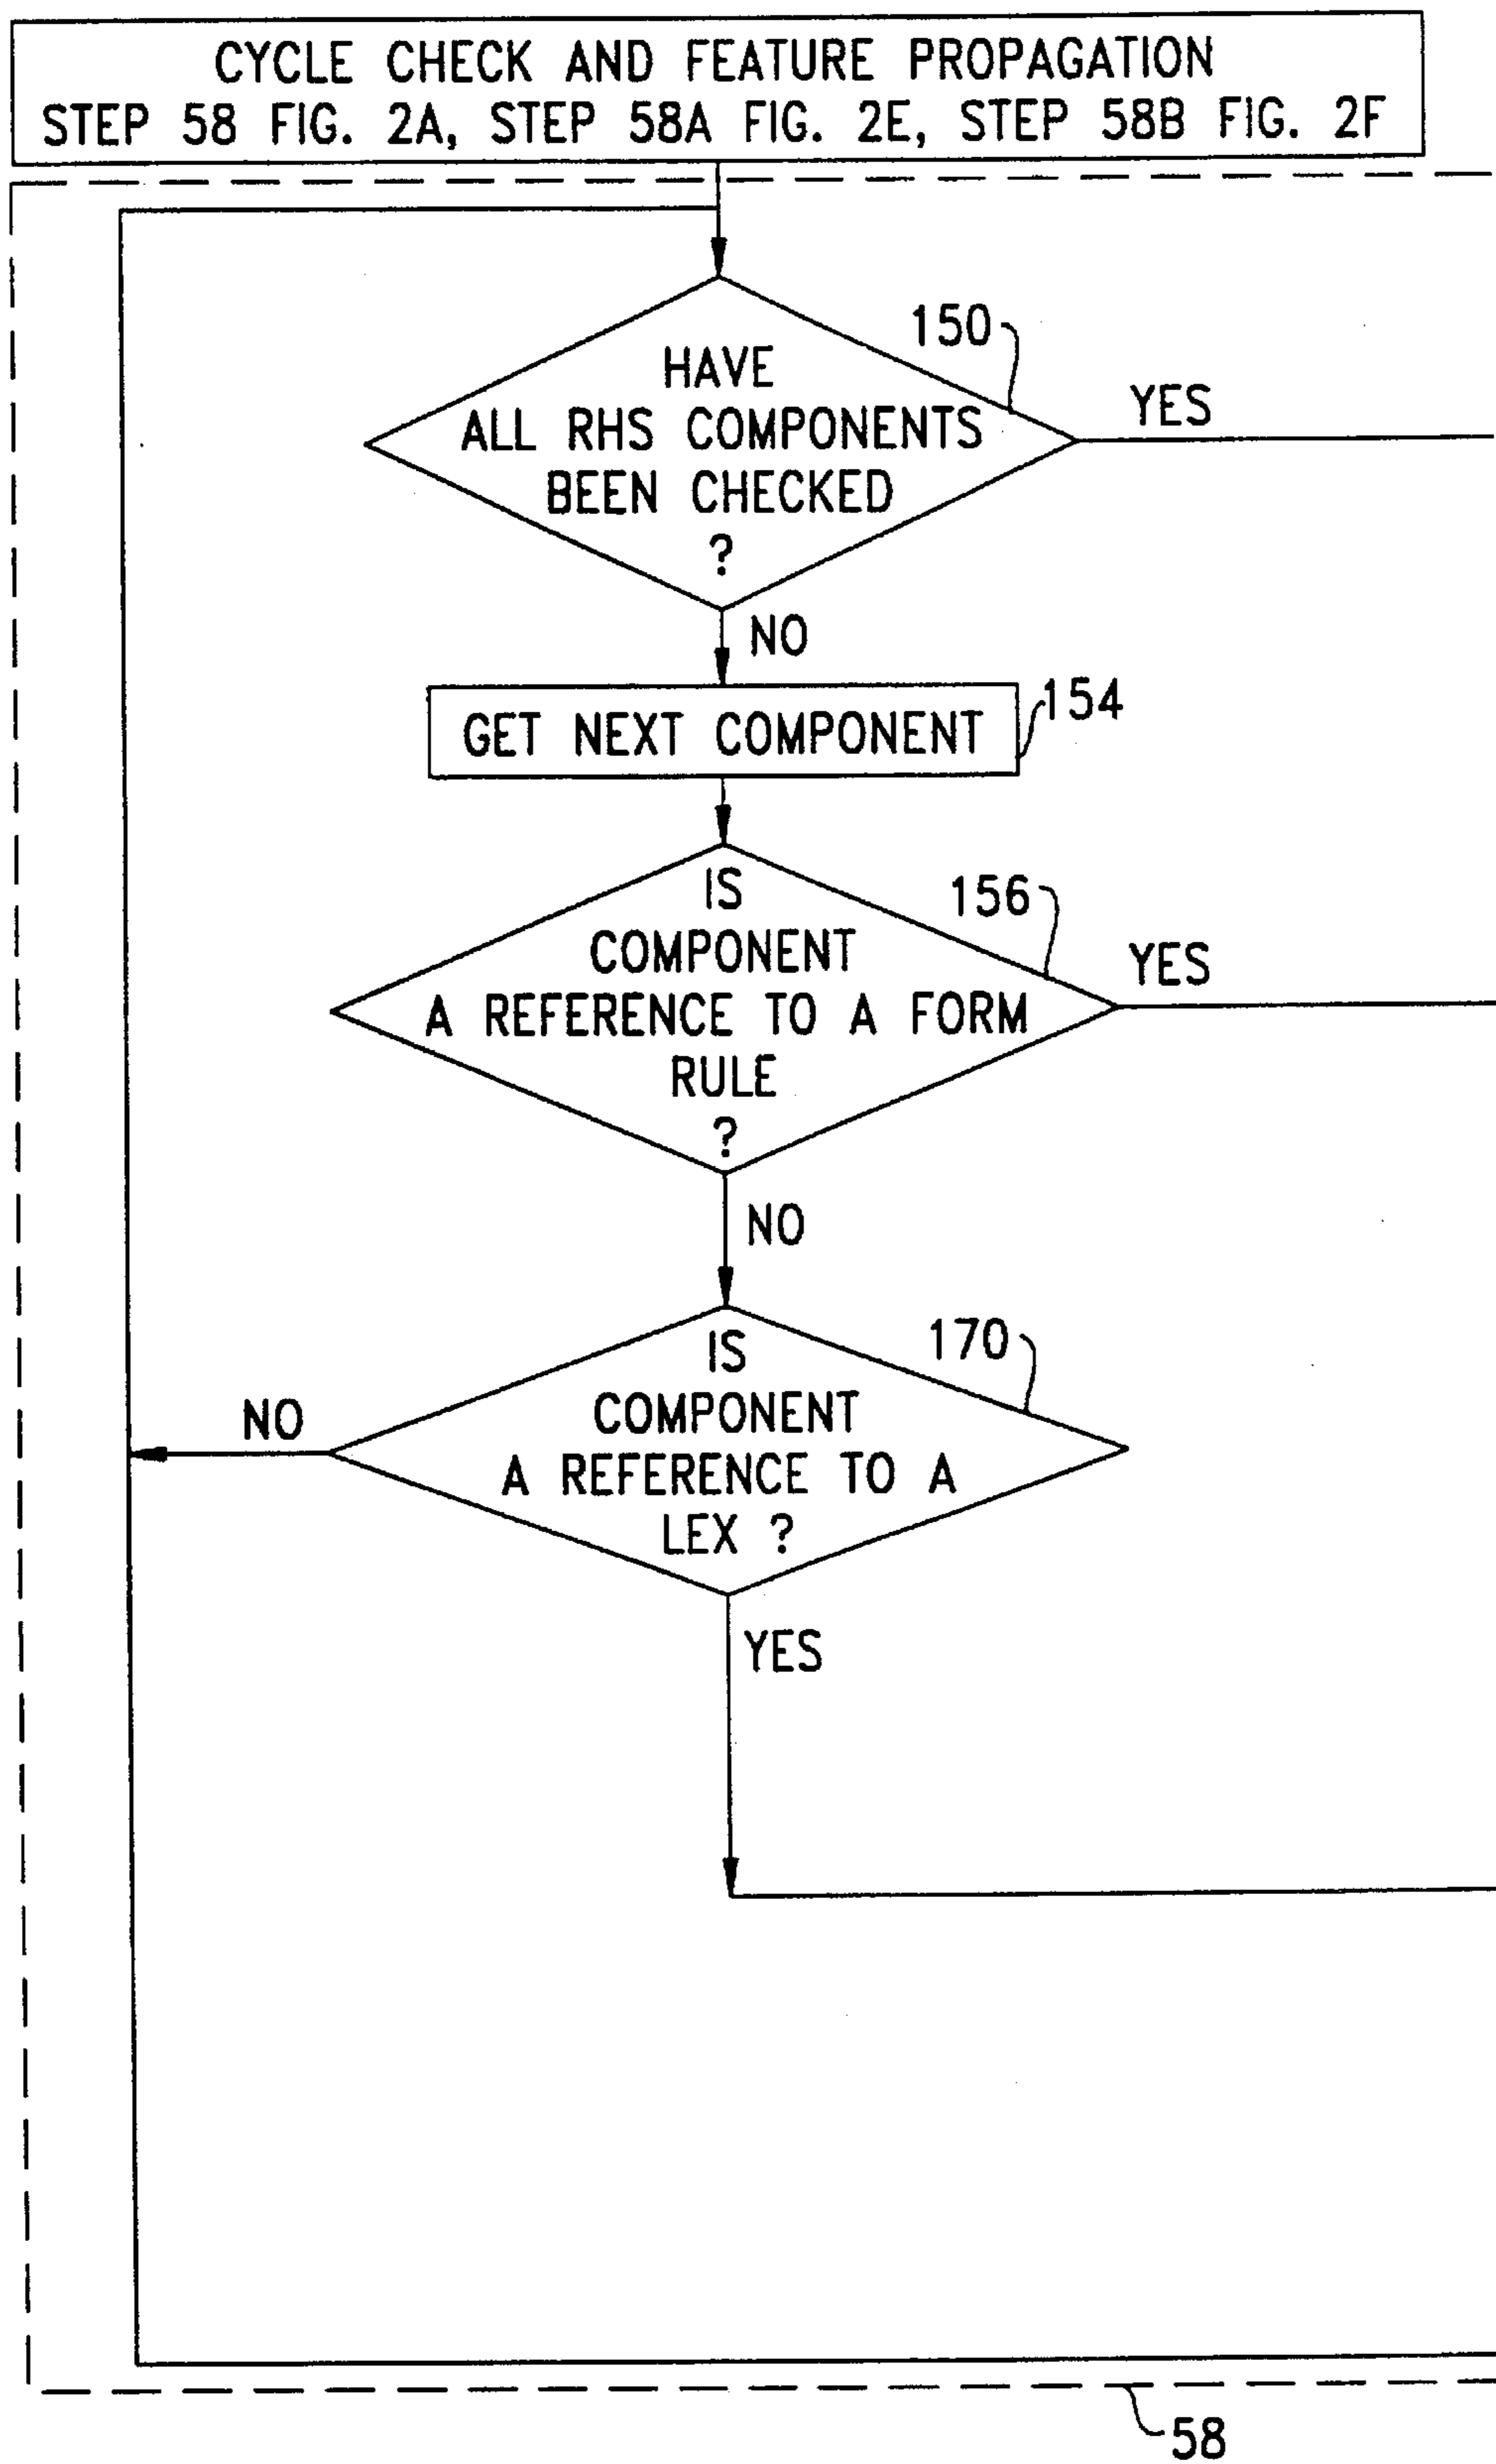 CYCLE CHECK AND FEATURE PROPAGATION
STEP 58 FIG. 2A, STEP 58A FIG. 2E, STEP 58B FIG. 2F
150
HAVE
ALL RHS COMPONENTS
BEEN CHECKED
?
YES
NO
GET NEXT COMPONENT
154
156
IS
COMPONENT
A REFERENCE TO A FORM
RULE
?
YES
NO
170
IS
COMPONENT
A REFERENCE TO A
LEX ?
NO
YES
58